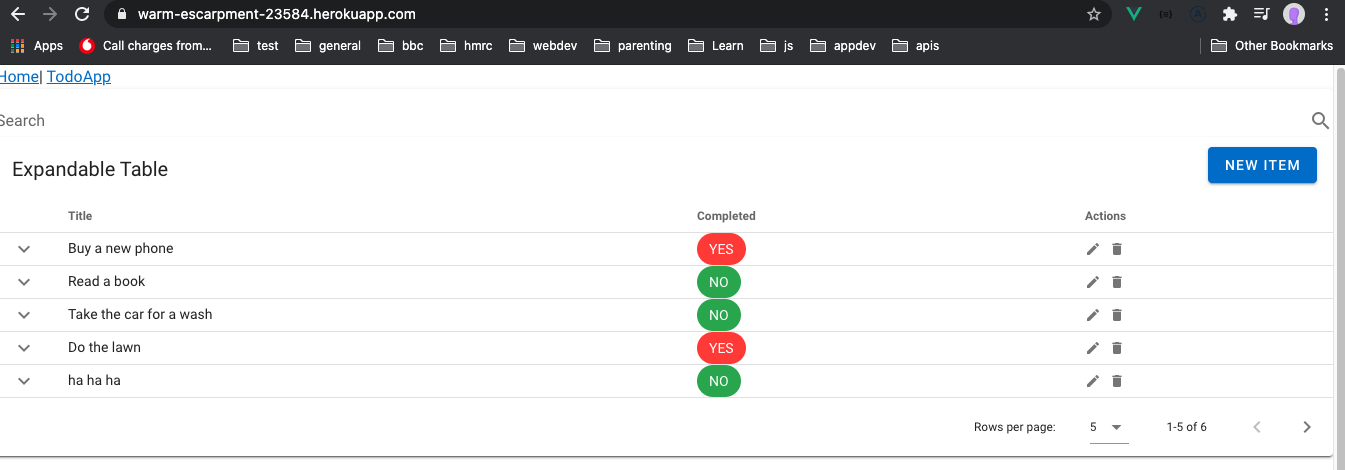 warm-escarpment-23584.herokuapp.com
Apps Call charges from... test general bbc hmrc webdev parenting Learn js appdev apis Other Bookmarks
Home| TodoApp
Search
Expandable Table NEW ITEM
Title Completed Actions
Buy a new phone YES
Read a book NO
Take the car for a wash NO
Do the lawn YES
ha ha ha NO
Rows per page: 5 1-5 of 6